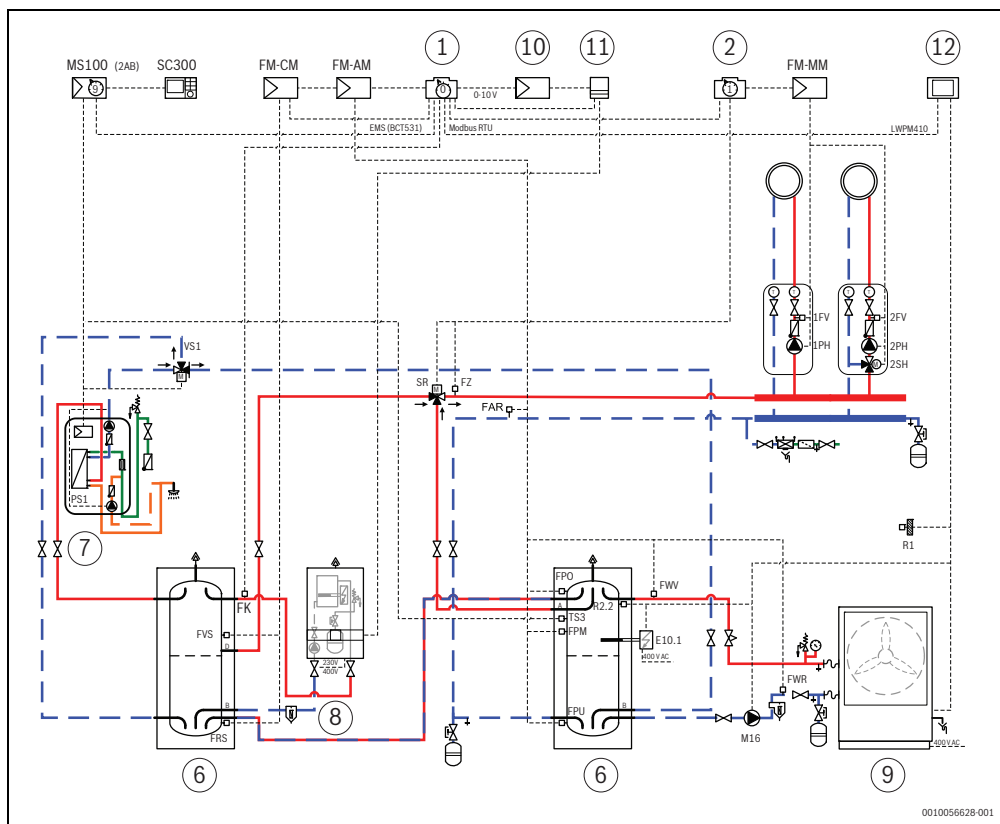 1
10
11
2
12
MS100 (2AB)
SC300
FM-CM
FM-AM
FM-MM
9
0
1
0-10 V
EMS (BCT531)
Modbus RTU
LWPM410
T
T
T
T
1FV
2FV
1PH
2PH
2SH
M
VS1
M
SR
M
FZ
FAR
PS1
7
R1
FPO
FWV
FK
A
R2.2
TS3
FVS
FPM
E10.1
D
230V
400V
400 V AC
FWR
B
8
B
FRS
FPU
M16
400 V AC
6
6
9
0010056628-001